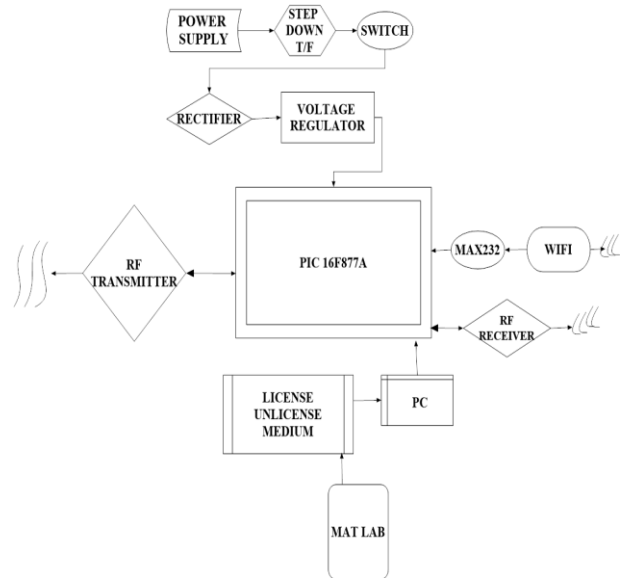 POWER
SUPPLY
STEP
DOWN
T/F
SWITCH
RECTIFIER
VOLTAGE
REGULATOR
RF
TRANSMITTER
PIC 16F877A
MAX232
WIFI
RF
RECEIVER
LICENSE
UNLICENSE
MEDIUM
PC
MAT LAB